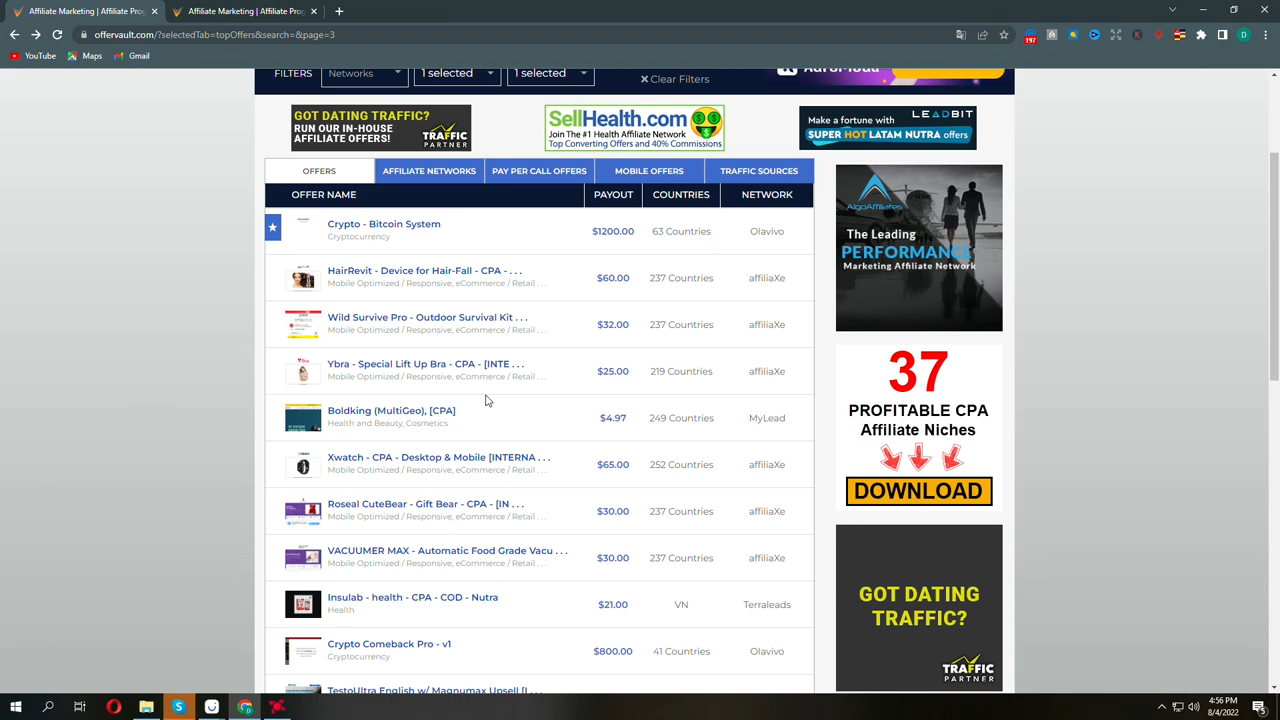 Affiliate Marketing | Affiliate Pro
Affiliate Marketing | Affiliate Pro
offervault.com/?selectedTab=topOffers&search=&page=3
197
D
YouTube
Maps
Gmail
FILTERS
Networks
1 selected
1 selected
Clear Filters
GOT DATING TRAFFIC?
RUN OUR IN-HOUSE
AFFILIATE OFFERS!
TRAFFIC
PARTNER
SellHealth.com
Join The #1 Health Affiliate Network
Top Converting Offers and 40% Commissions
LEADBIT
Make a fortune with
SUPER HOT LATAM NUTRA offers
OFFERS
AFFILIATE NETWORKS
PAY PER CALL OFFERS
MOBILE OFFERS
TRAFFIC SOURCES
OFFER NAME
PAYOUT
COUNTRIES
NETWORK
Crypto - Bitcoin System
Cryptocurrency
$1200.00
63 Countries
Olavivo
HairRevit - Device for Hair-Fall - CPA - . . .
Mobile Optimized / Responsive, eCommerce / Retail . . .
$60.00
237 Countries
affiliaXe
Wild Survive Pro - Outdoor Survival Kit . . .
Mobile Optimized / Responsive, eCommerce / Retail . . .
$32.00
237 Countries
affiliaXe
Ybra - Special Lift Up Bra - CPA - [INTE . . .
Mobile Optimized / Responsive, eCommerce / Retail . . .
$25.00
219 Countries
affiliaXe
Boldking (MultiGeo), [CPA]
Health and Beauty, Cosmetics
$4.97
249 Countries
MyLead
Xwatch - CPA - Desktop & Mobile [INTERNA . . .
Mobile Optimized / Responsive, eCommerce / Retail . . .
$65.00
252 Countries
affiliaXe
Roseal CuteBear - Gift Bear - CPA - [IN . . .
Mobile Optimized / Responsive, eCommerce / Retail . . .
$30.00
237 Countries
affiliaXe
VACUUMER MAX - Automatic Food Grade Vacu . . .
Mobile Optimized / Responsive, eCommerce / Retail . . .
$30.00
237 Countries
affiliaXe
Insulab - health - CPA - COD - Nutra
Health
$21.00
VN
Terraleads
Crypto Comeback Pro - v1
Cryptocurrency
$800.00
41 Countries
Olavivo
TestoUltra English w/ Magnumax Upsell [I . . .
AlgoAffiliates
The Leading
PERFORMANCE
Marketing Affiliate Network
37
PROFITABLE CPA
Affiliate Niches
DOWNLOAD
GOT DATING
TRAFFIC?
TRAFFIC
PARTNER
4:56 PM
8/4/2022
5